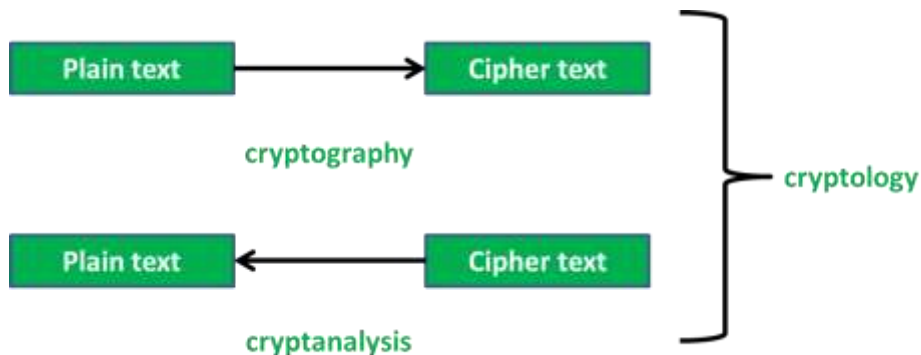 Plain text
Cipher text
cryptography
cryptology
Plain text
Cipher text
cryptanalysis